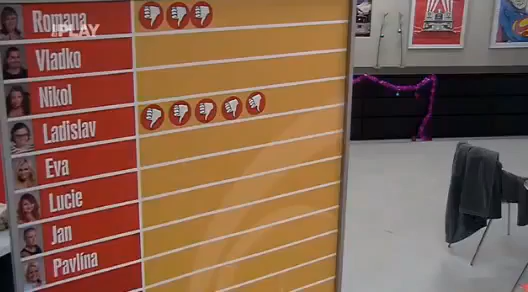 Romana
PLAY
Vladko
Nikol
Ladislav
Eva
Lucie
Jan
Pavlína